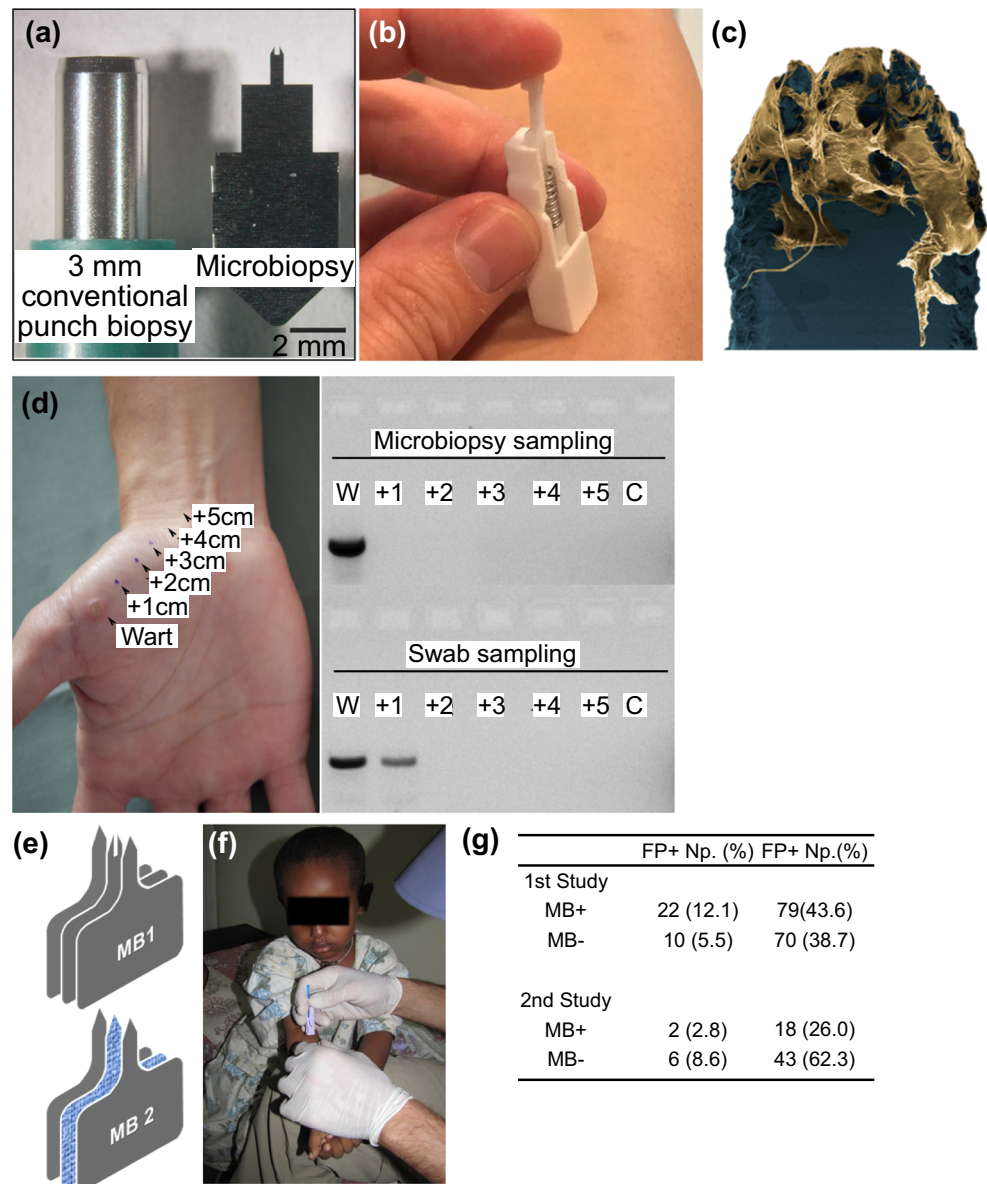 (a)
3 mm
conventional
punch biopsy
Microbiopsy
2 mm
(b)
(c)
(d)
+5cm
+4cm
+3cm
+2cm
+1cm
Wart
Microbiopsy sampling
W +1 +2 +3 +4 +5 C
Swab sampling
W +1 +2 +3 +4 +5 C
(e)
MB1
MB 2
(f)
(g)
FP+ Np. (%) FP+ Np.(%)
1st Study
MB+ 22 (12.1) 79(43.6)
MB- 10 (5.5) 70 (38.7)
2nd Study
MB+ 2 (2.8) 18 (26.0)
MB- 6 (8.6) 43 (62.3)